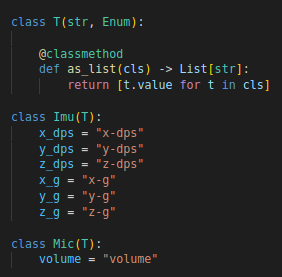 class T(str, Enum):
@classmethod
def as_list(cls) -> List[str]:
return [t.value for t in cls]
class Imu(T):
x_dps = "x-dps"
y_dps = "y-dps"
z_dps = "z-dps"
x_g = "x-g"
y_g = "y-g"
z_g = "z-g"
class Mic(T):
volume = "volume"